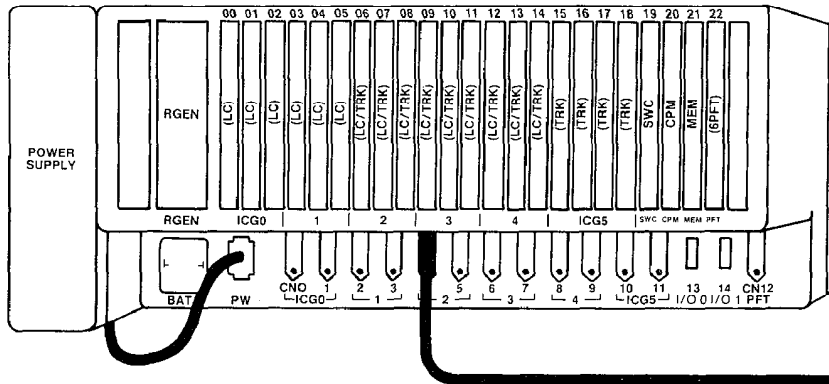 00 01 02 03 04 05 06 07 08 09 10 11 12 13 14 15 16 17 18 19 20 21 22
POWER
SUPPLY
RGEN
(LC)
(LC)
(LC)
(LC)
(LC)
(LC)
(LC/TRK)
(LC/TRK)
(LC/TRK)
(LC/TRK)
(LC/TRK)
(LC/TRK)
(LC/TRK)
(LC/TRK)
(LC/TRK)
(TRK)
(TRK)
(TRK)
(TRK)
SWC
CPM
MEM
(6PFT)
RGEN ICG0 1 2 3 4 ICG5 SWC CPM MEM PFT
BAT PW
CN0 1 2 3 5 6 7 8 9 10 11 13 14 CN12
ICG0 1 2 3 4 ICG5 I/O 0 I/O 1 PFT